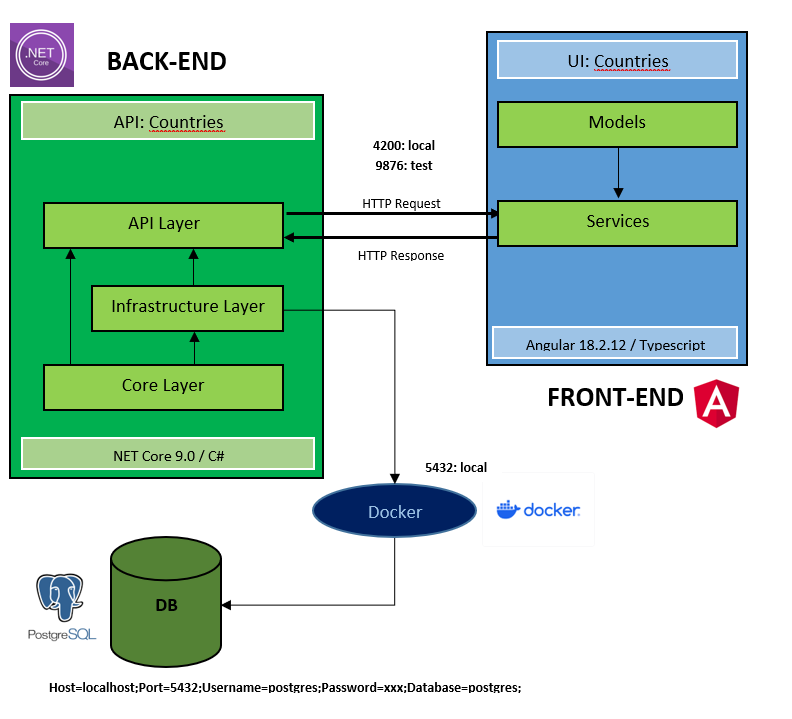 .NET
Core
BACK-END
API: Countries
API Layer
Infrastructure Layer
Core Layer
NET Core 9.0 / C#
4200: local
9876: test
HTTP Request
HTTP Response
UI: Countries
Models
Services
Angular 18.2.12 / Typescript
FRONT-END
A
5432: local
Docker
docker
DB
PostgreSQL
Host=localhost;Port=5432;Username=postgres;Password=xxx;Database=postgres;